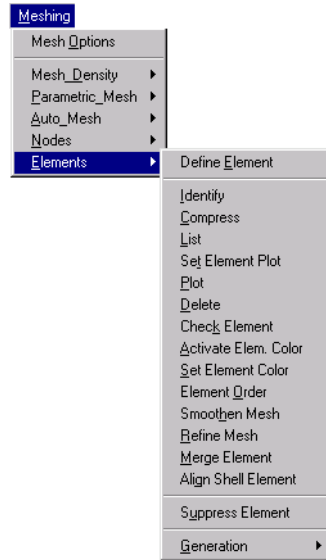 Meshing
Mesh Options
Mesh_Density
Parametric_Mesh
Auto_Mesh
Nodes
Elements
Define Element
Identify
Compress
List
Set Element Plot
Plot
Delete
Check Element
Activate Elem. Color
Set Element Color
Element Order
Smoothen Mesh
Refine Mesh
Merge Element
Align Shell Element
Suppress Element
Generation